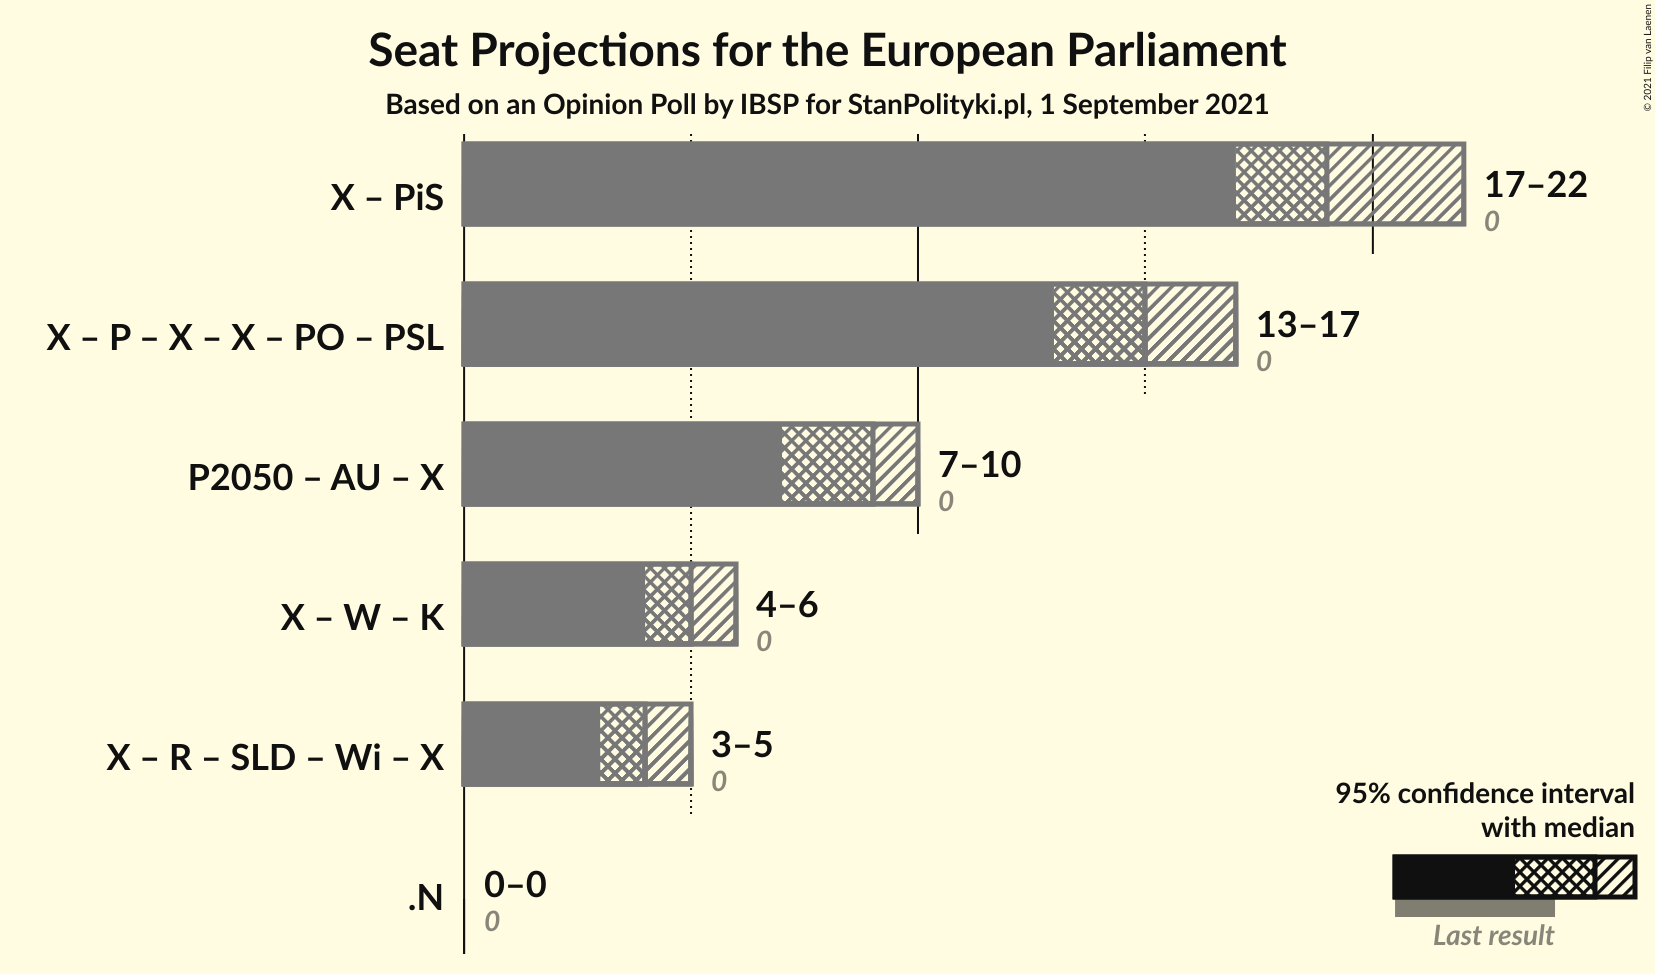 Seat Projections for the European Parliament
Based on an Opinion Poll by IBSP for StanPolityki.pl, 1 September 2021
© 2021 Filip van Laenen
X – PiS
17–22
0
X – P – X – X – PO – PSL
13–17
0
P2050 – AU – X
7–10
0
X – W – K
4–6
0
X – R – SLD – Wi – X
3–5
0
.N
0–0
0
95% confidence interval
with median
Last result